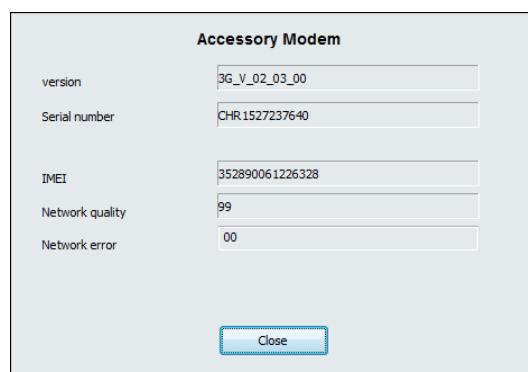 Accessory Modem
version 3G_V_02_03_00
Serial number CHR1527237640
IMEI 352890061226328
Network quality 99
Network error 00
Close